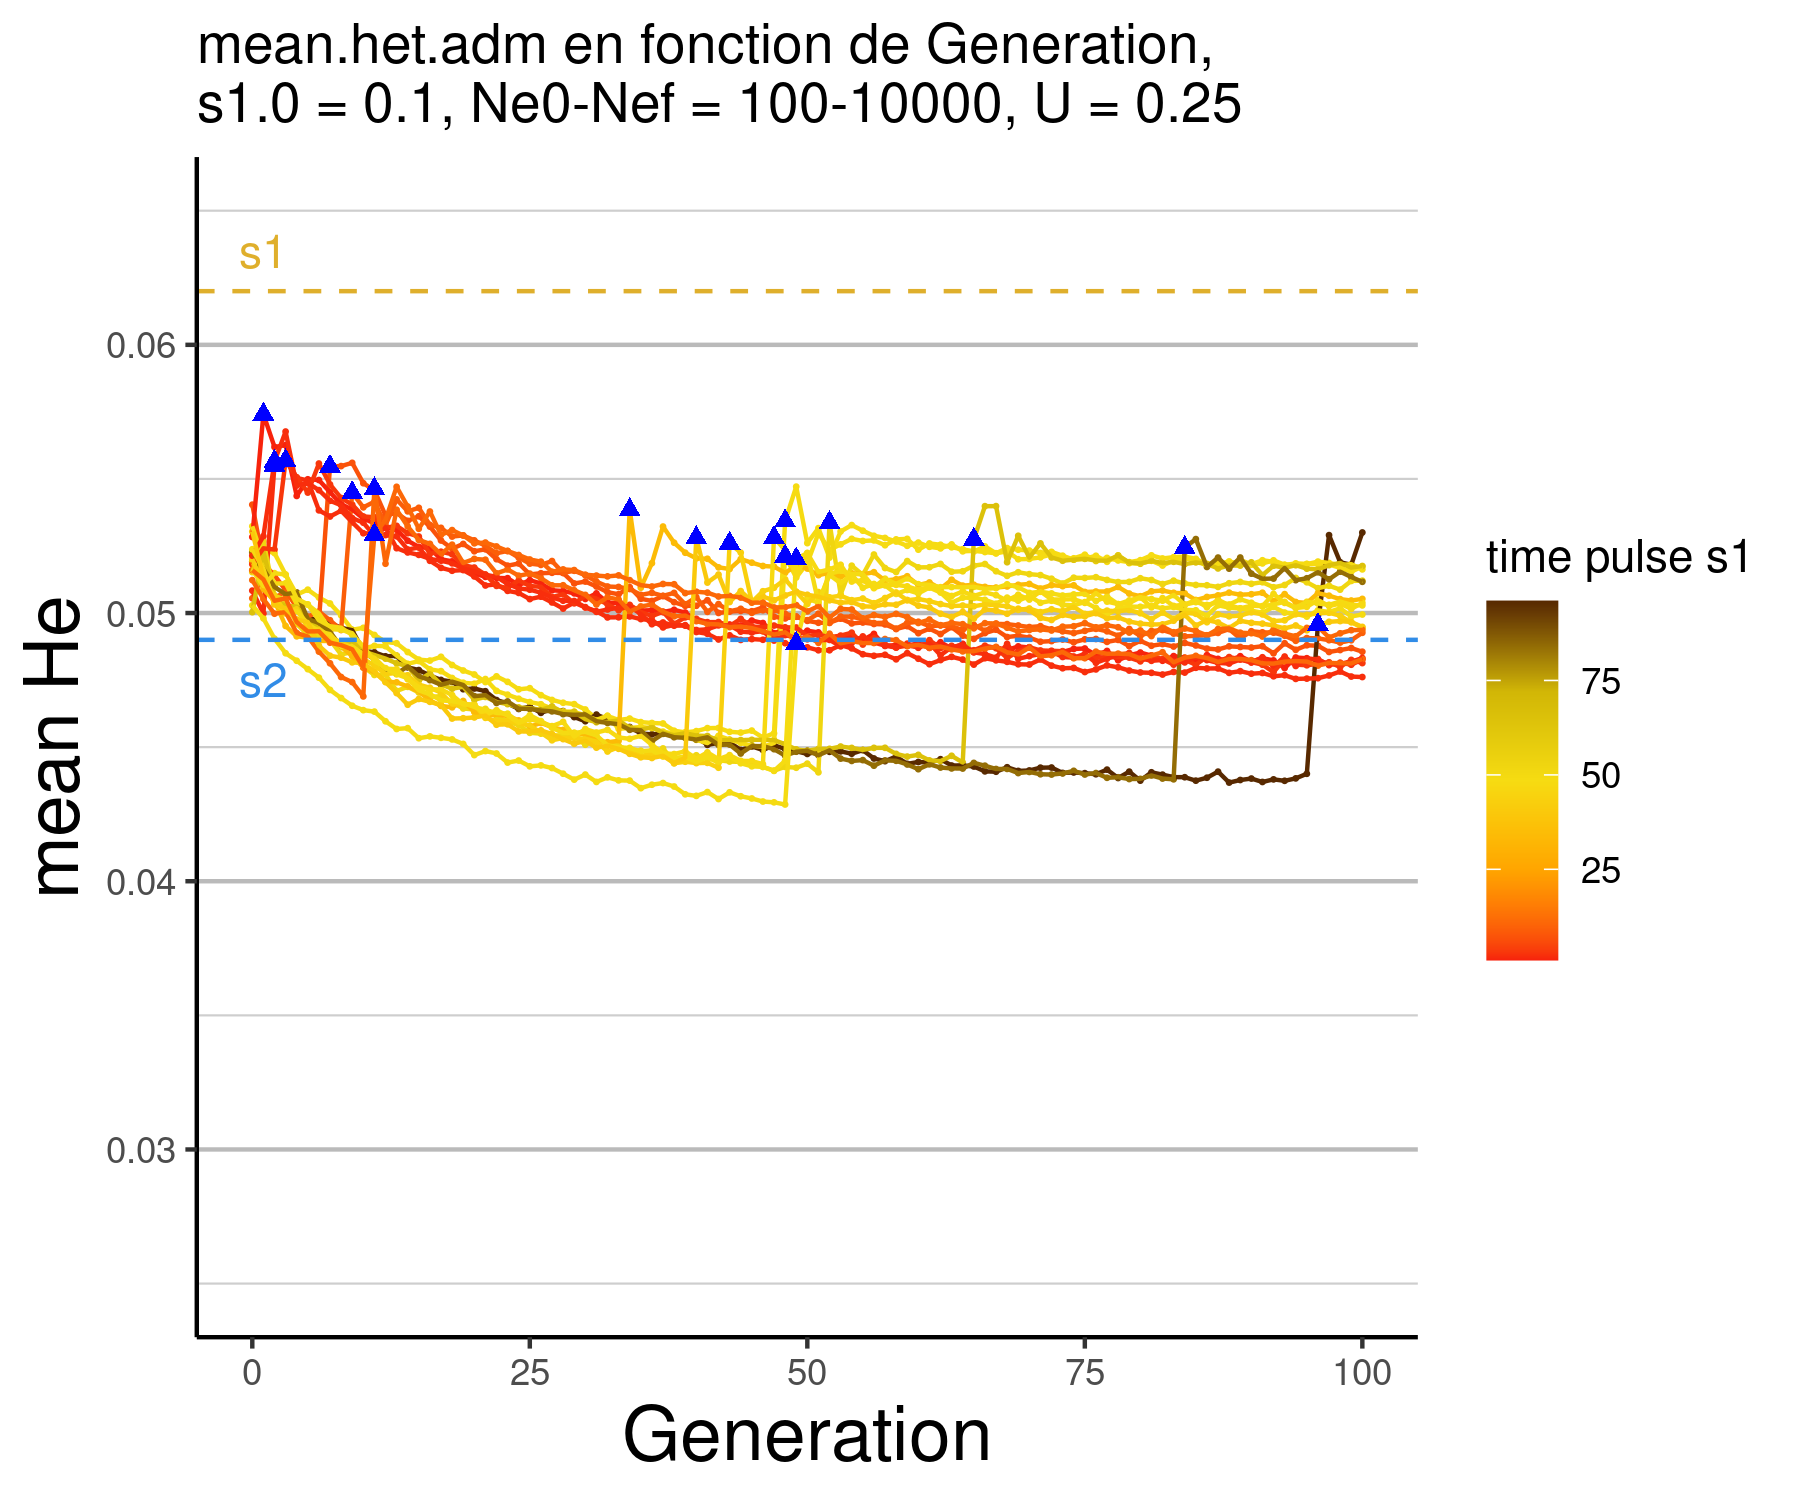 mean.het.adm en fonction de Generation,
s1.0 = 0.1, Ne0-Nef = 100-10000, U = 0.25
s1
s2
0.06
0.05
0.04
0.03
mean He
0
25
50
75
100
Generation
time pulse s1
75
50
25